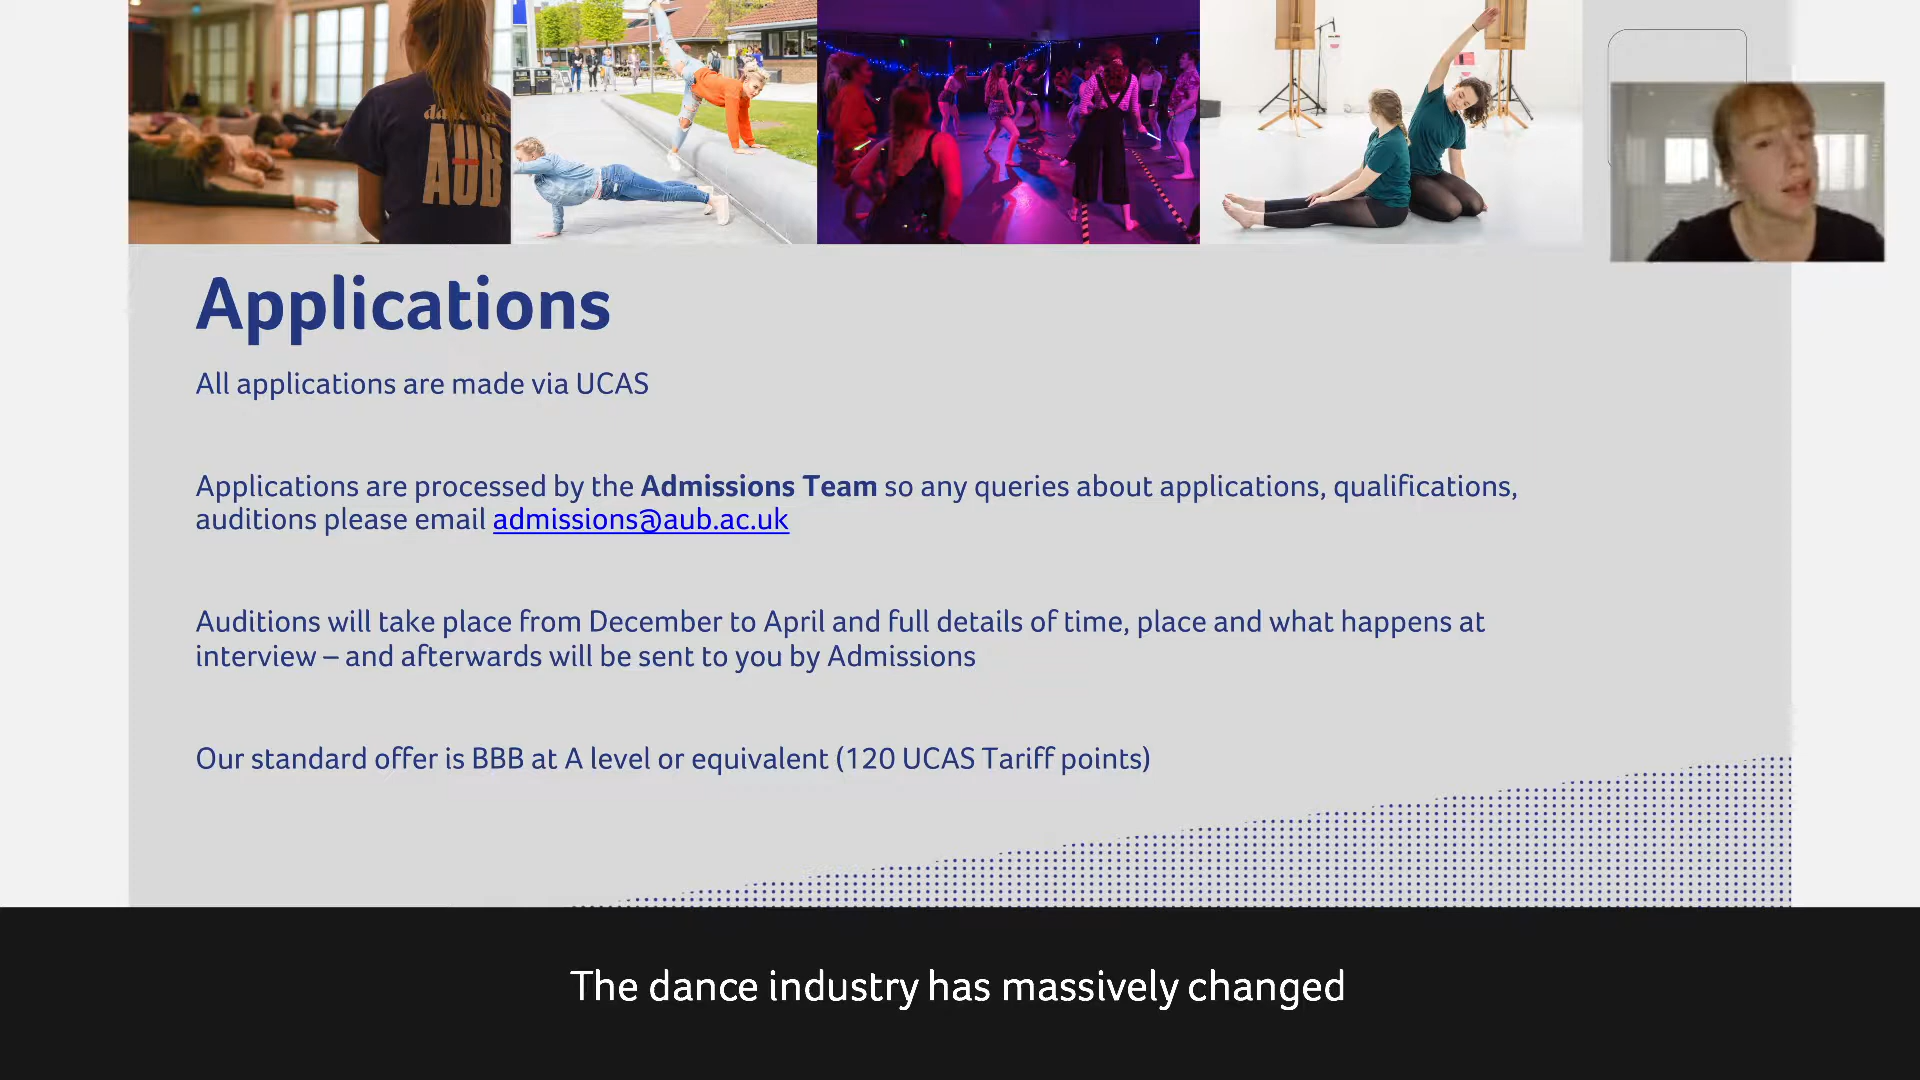 AUB
Applications
All applications are made via UCAS
Applications are processed by the Admissions Team so any queries about applications, qualifications,
auditions please email admissions@aub.ac.uk
Auditions will take place from December to April and full details of time, place and what happens at
interview – and afterwards will be sent to you by Admissions
Our standard offer is BBB at A level or equivalent (120 UCAS Tariff points)
The dance industry has massively changed